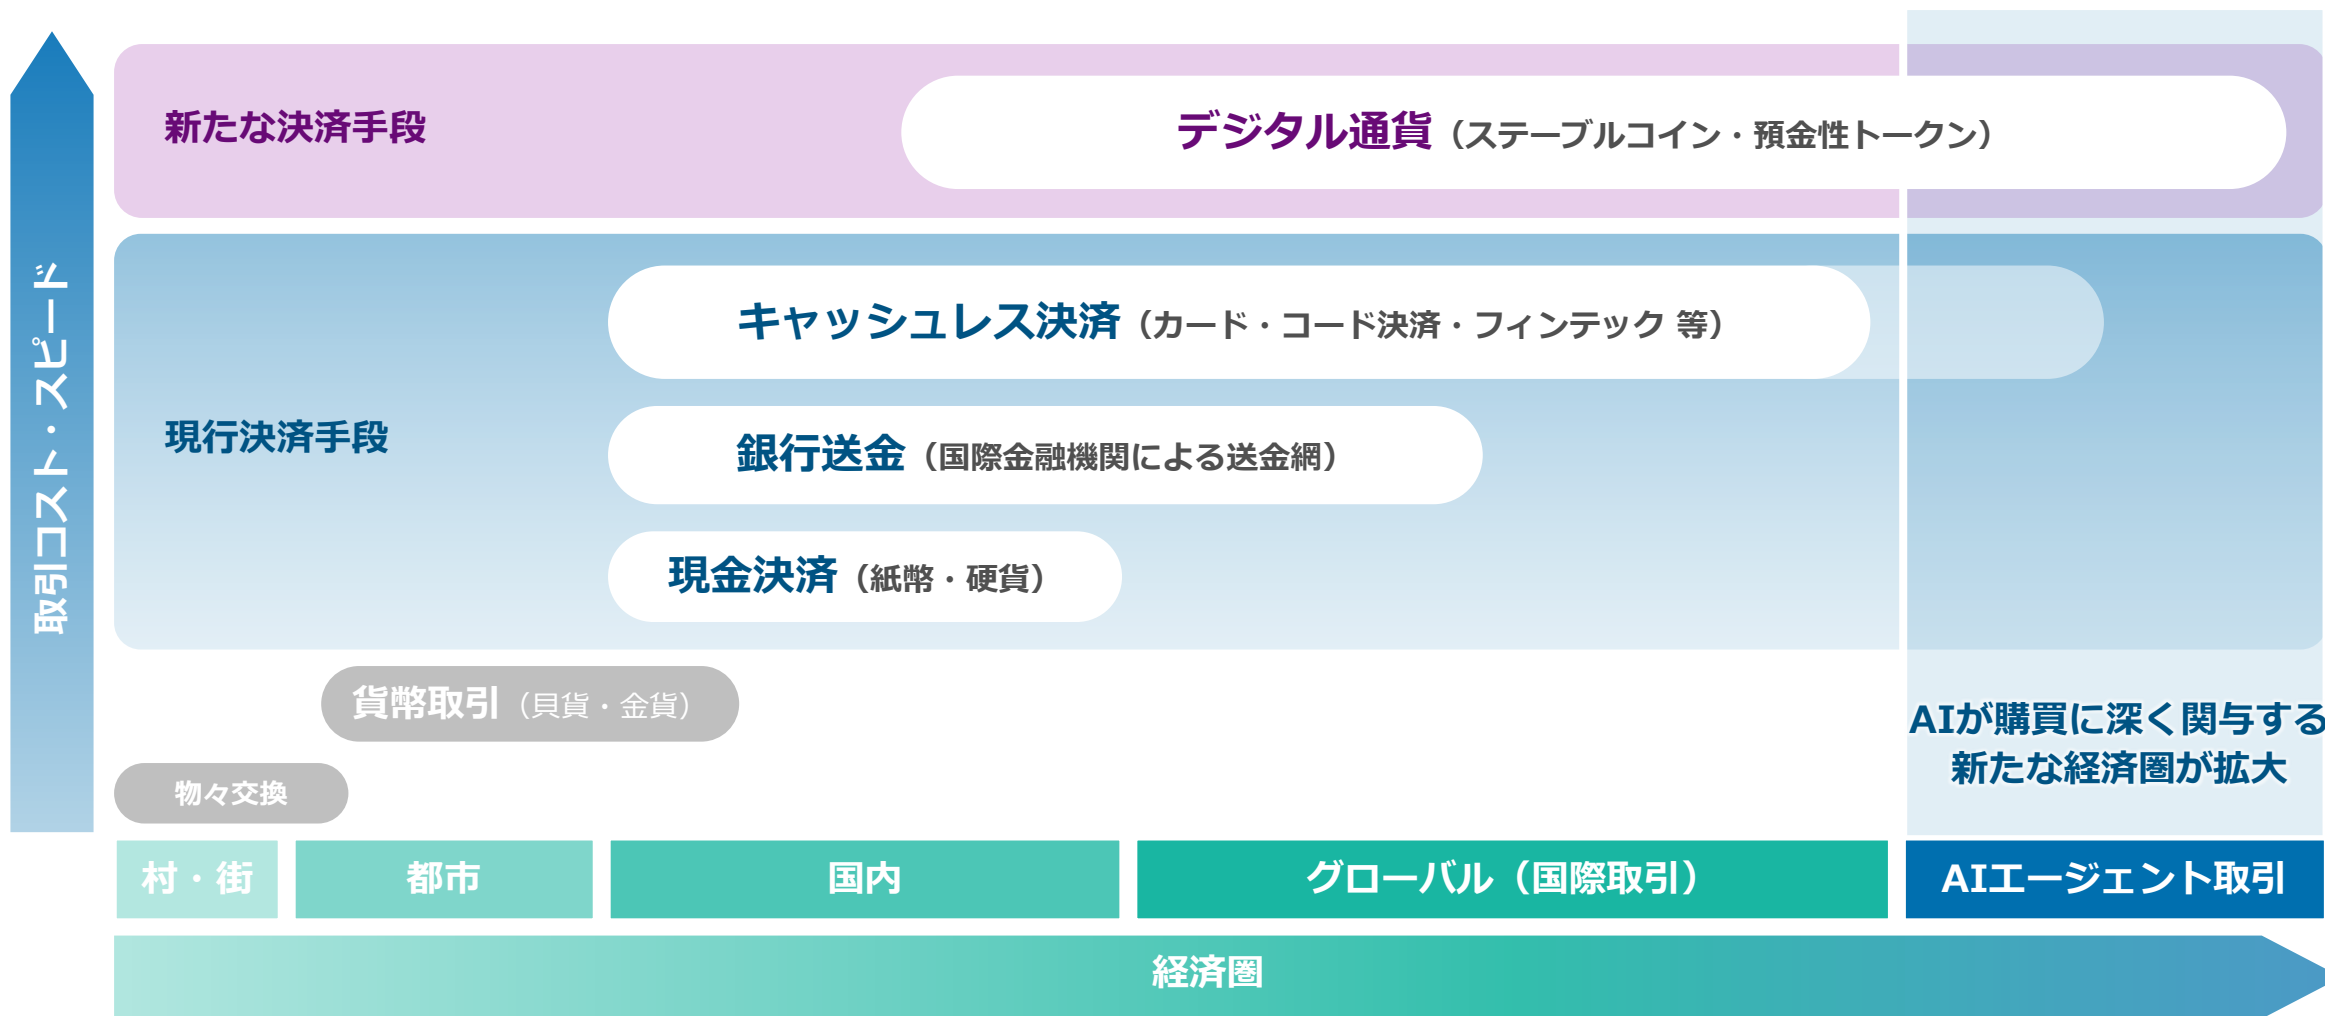 取引コスト・スピード
新たな決済手段
デジタル通貨（ステーブルコイン・預金性トークン）
キャッシュレス決済（カード・コード決済・フィンテック 等）
現行決済手段
銀行送金（国際金融機関による送金網）
現金決済（紙幣・硬貨）
貨幣取引（貝貨・金貨）
物々交換
AIが購買に深く関与する
新たな経済圏が拡大
村・街
都市
国内
グローバル（国際取引）
AIエージェント取引
経済圏